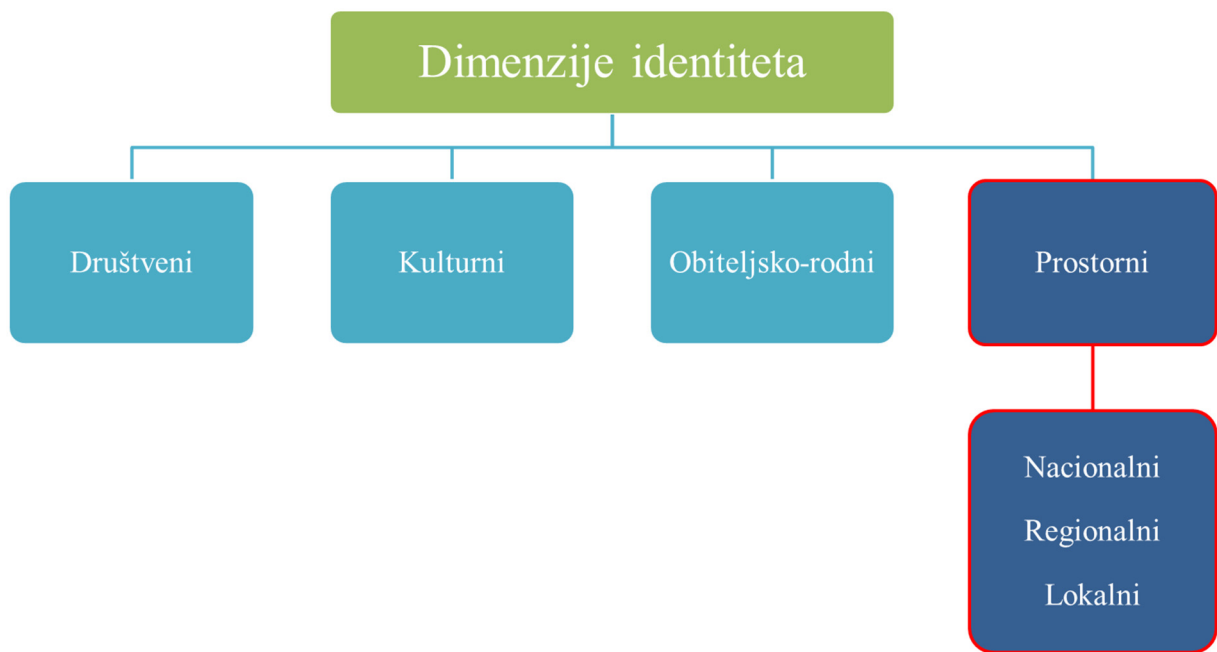 Dimenzije identiteta
Društveni
Kulturni
Obiteljsko-rodni
Prostorni
Nacionalni
Regionalni
Lokalni